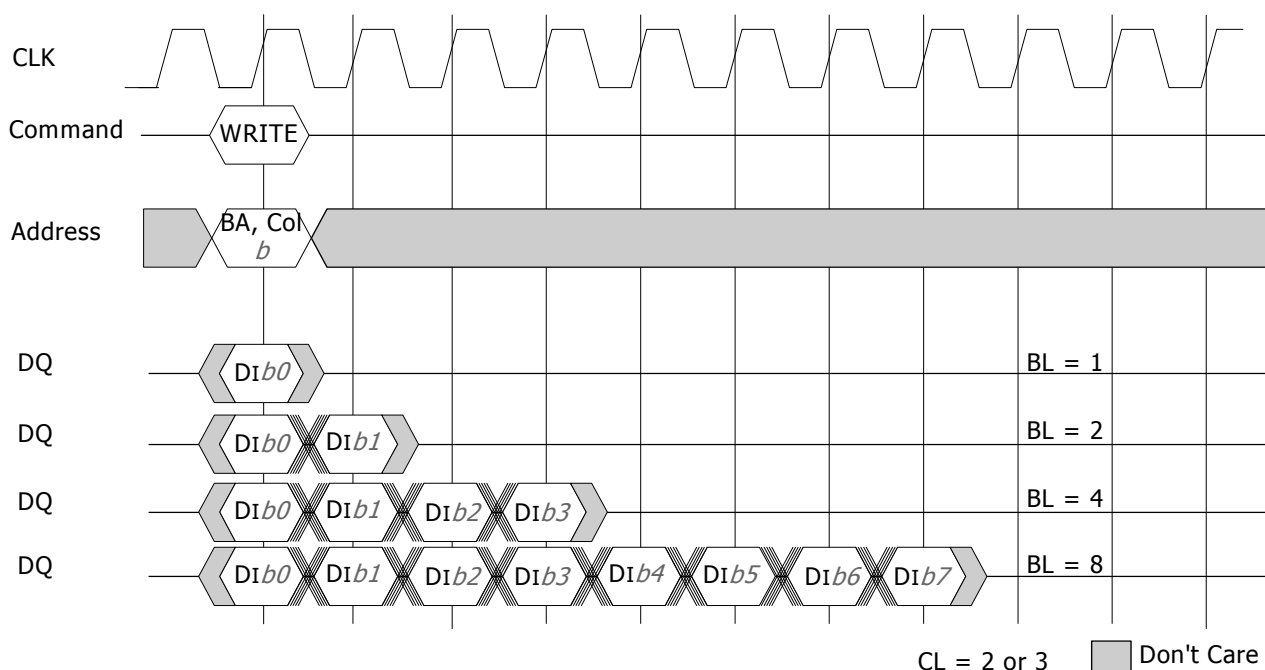 CLK
Command WRITE
Address BA, Col
b
DQ DIb0 BL = 1
DQ DIb0 DIb1 BL = 2
DQ DIb0 DIb1 DIb2 DIb3 BL = 4
DQ DIb0 DIb1 DIb2 DIb3 DIb4 DIb5 DIb6 DIb7 BL = 8
CL = 2 or 3 Don't Care